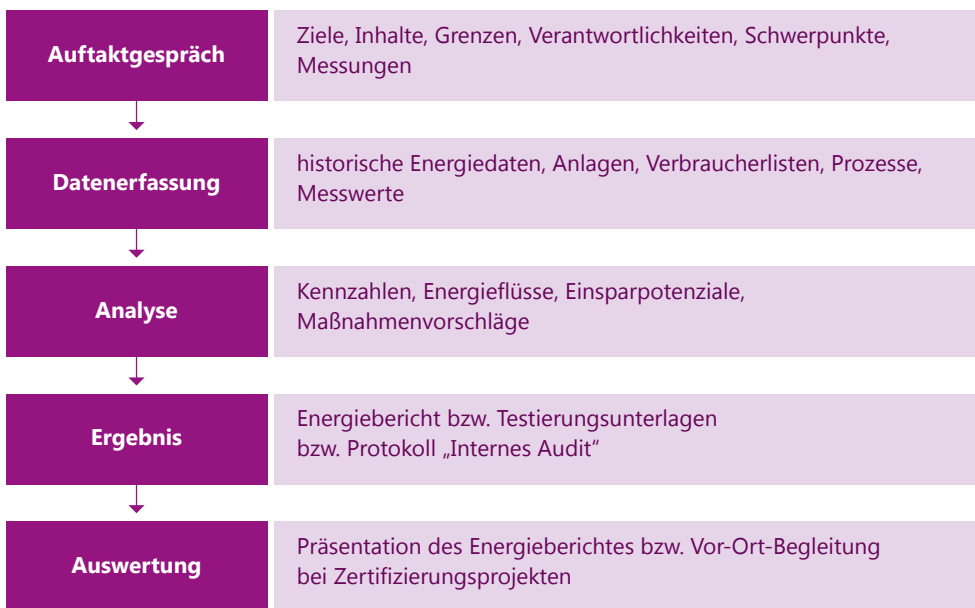 Auftaktgespräch
Ziele, Inhalte, Grenzen, Verantwortlichkeiten, Schwerpunkte,
Messungen
Datenerfassung
historische Energiedaten, Anlagen, Verbraucherlisten, Prozesse,
Messwerte
Analyse
Kennzahlen, Energieflüsse, Einsparpotenziale,
Maßnahmenvorschläge
Ergebnis
Energiebericht bzw. Testierungsunterlagen
bzw. Protokoll „Internes Audit“
Auswertung
Präsentation des Energieberichtes bzw. Vor-Ort-Begleitung
bei Zertifizierungsprojekten